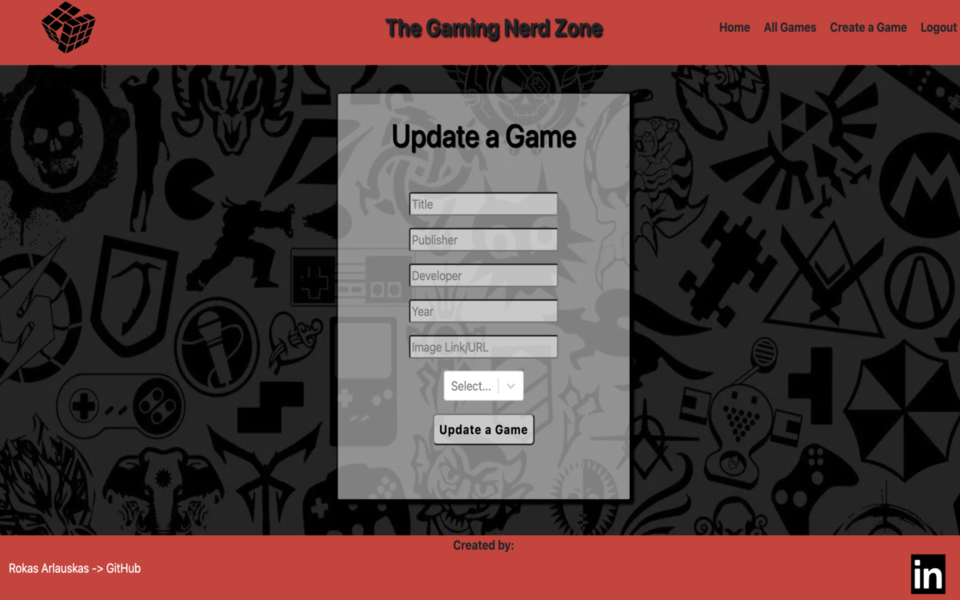 The Gaming Nerd Zone
Home All Games Create a Game Logout
Update a Game
Title
Publisher
Developer
Year
Image Link/URL
Select...
Update a Game
Created by:
Rokas Arlauskas -> GitHub
in